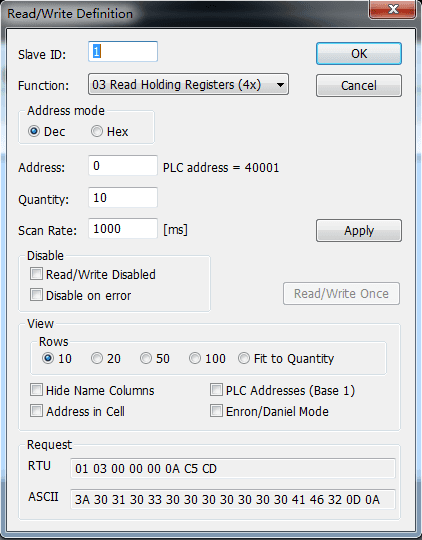 Read/Write Definition
Slave ID: 1 OK
Function: 03 Read Holding Registers (4x) Cancel
Address mode
Dec Hex
Address: 0 PLC address = 40001
Quantity: 10
Scan Rate: 1000 [ms] Apply
Disable
Read/Write Disabled
Disable on error Read/Write Once
View
Rows
10 20 50 100 Fit to Quantity
Hide Name Columns PLC Addresses (Base 1)
Address in Cell Enron/Daniel Mode
Request
RTU 01 03 00 00 00 0A C5 CD
ASCII 3A 30 31 30 33 30 30 30 30 30 30 30 41 46 32 0D 0A